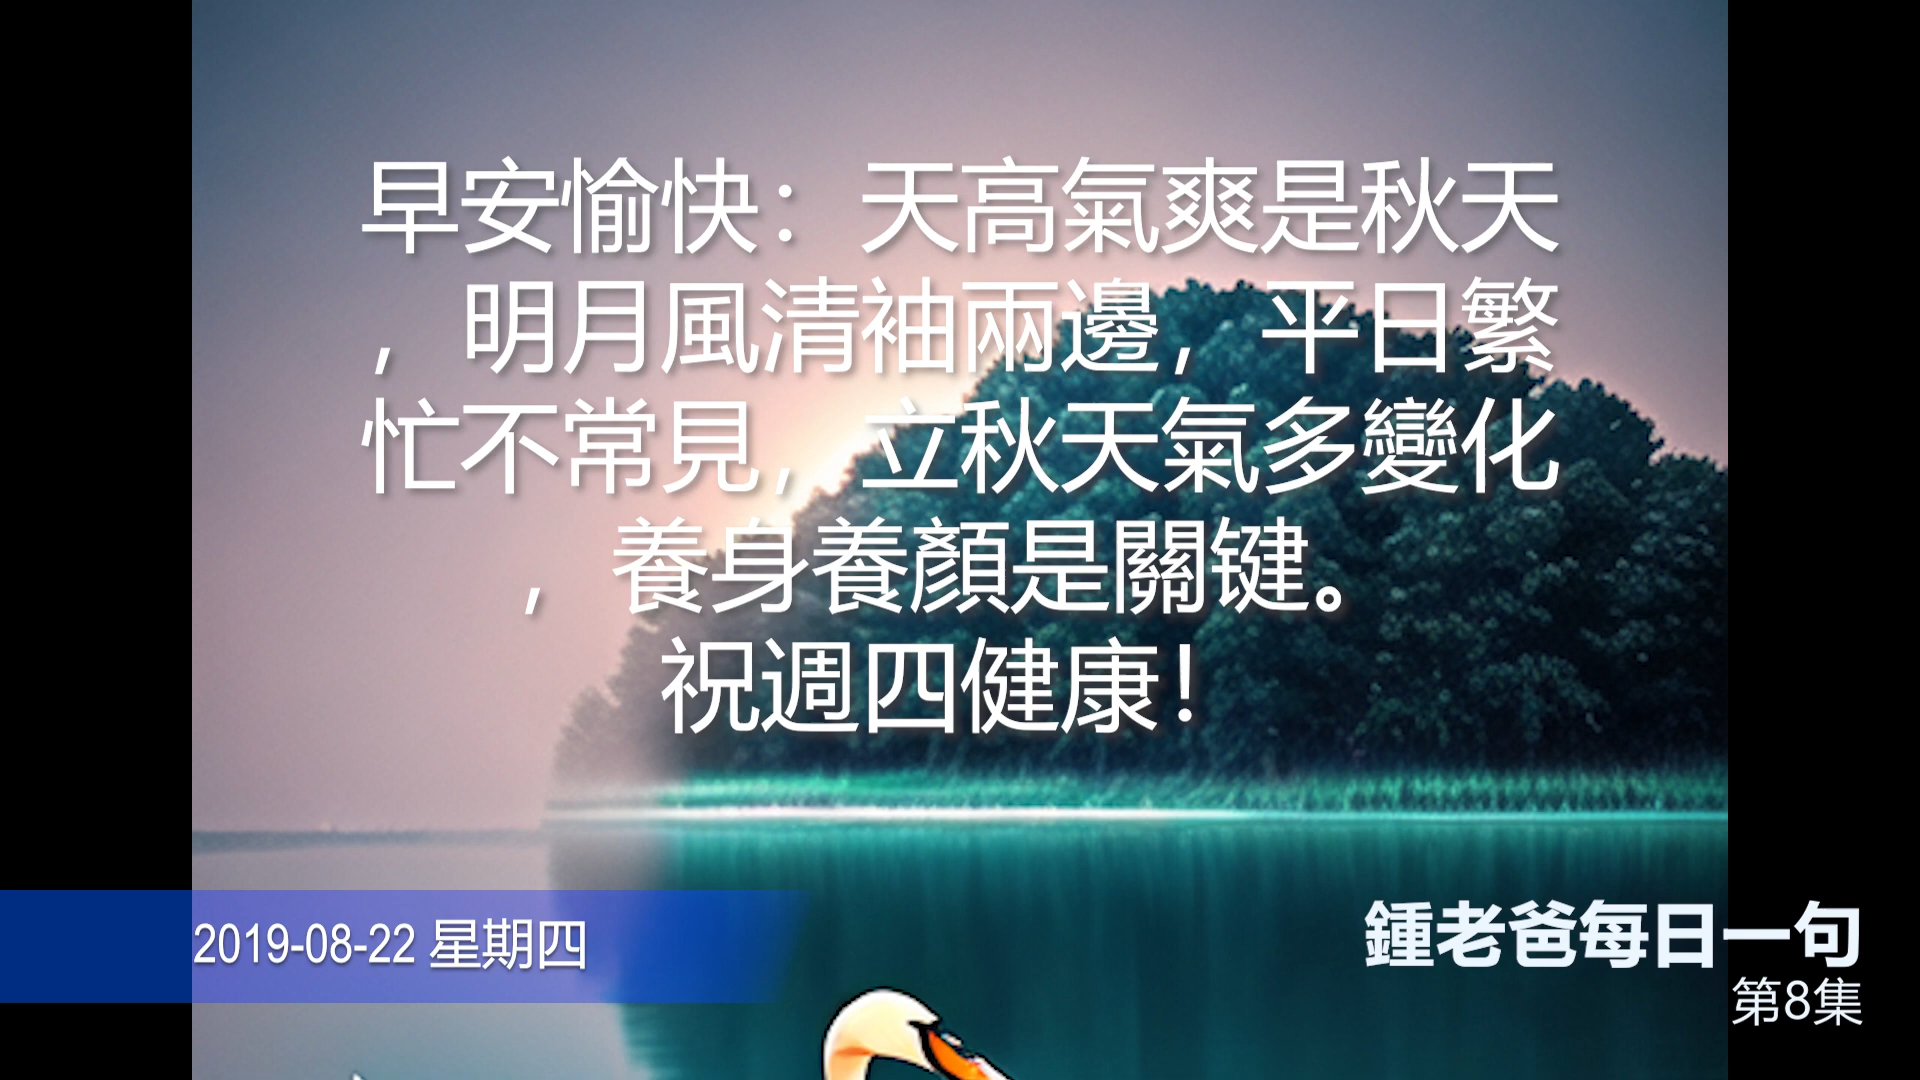 早安愉快：天高氣爽是秋天
，明月風清袖兩邊，平日繁
忙不常見，立秋天氣多變化
，養身養顏是關键。
祝週四健康！
2019-08-22 星期四
鍾老爸每日一句
第8集